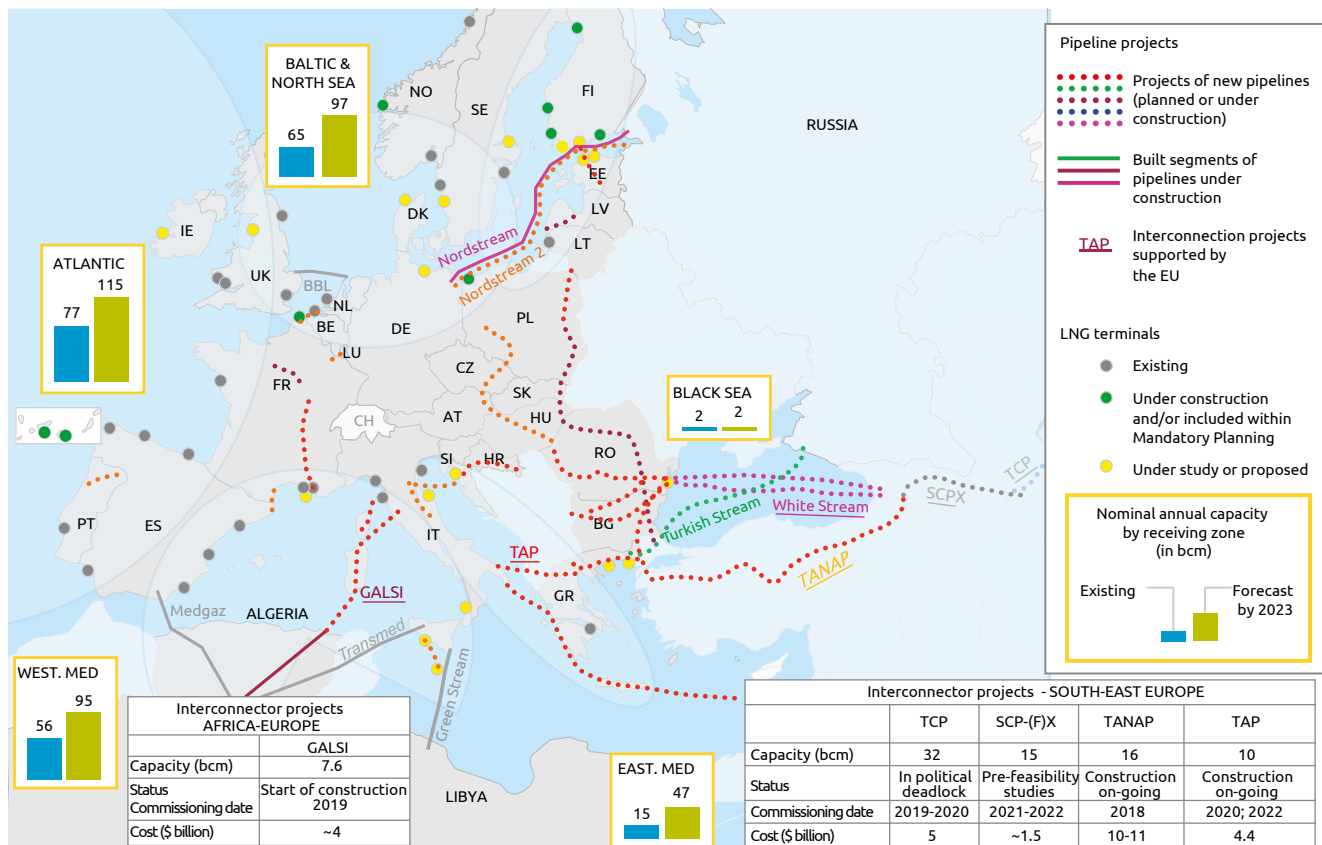 BALTIC &
NORTH SEA
97
65
NO
SE
FI
RUSSIA
EE
LV
LT
DK
IE
UK
Nordstream
Nordstream 2
ATLANTIC
115
77
BBL
NL
BE
LU
DE
PL
CZ
SK
FR
AT
HU
CH
SI
HR
RO
BLACK SEA
2
2
White Stream
Turkish Stream
SCPX
TCP
BG
TANAP
PT
ES
IT
TAP
GR
GALSI
Medgaz
ALGERIA
Transmed
Green Stream
LIBYA
WEST. MED
95
56
EAST. MED
47
15
Pipeline projects
Projects of new pipelines
(planned or under
construction)
Built segments of
pipelines under
construction
TAP
Interconnection projects
supported by
the EU
LNG terminals
Existing
Under construction
and/or included within
Mandatory Planning
Under study or proposed
Nominal annual capacity
by receiving zone
(in bcm)
Existing
Forecast
by 2023
Interconnector projects
AFRICA-EUROPE
GALSI
Capacity (bcm) 7.6
Status Start of construction
Commissioning date 2019
Cost ($ billion) ~4
Interconnector projects - SOUTH-EAST EUROPE
TCP SCP-(F)X TANAP TAP
Capacity (bcm) 32 15 16 10
Status In political deadlock Pre-feasibility studies Construction on-going Construction on-going
Commissioning date 2019-2020 2021-2022 2018 2020; 2022
Cost ($ billion) 5 ~1.5 10-11 4.4